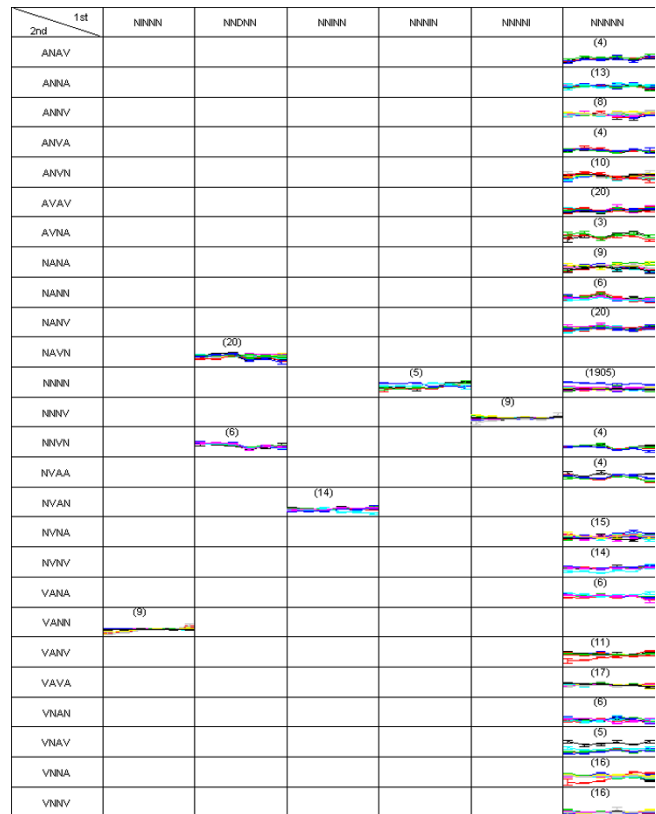 1st
2nd
NINNN NNDNN NNINN NNNIN NNNNI NNNNN
ANAV (4)
ANNA (13)
ANNV (8)
ANVA (4)
ANVN (10)
AVAV (20)
AVNA (3)
NANA (9)
NANN (6)
NANV (20)
NAVN (20)
NNNN (5) (1905)
NNNV (9)
NNVN (6) (4)
NVAA (4)
NVAN (14)
NVNA (15)
NVNV (14)
VANA (6)
VANN (9)
VANV (11)
VAVA (17)
VNAN (6)
VNAV (5)
VNNA (16)
VNNV (16)